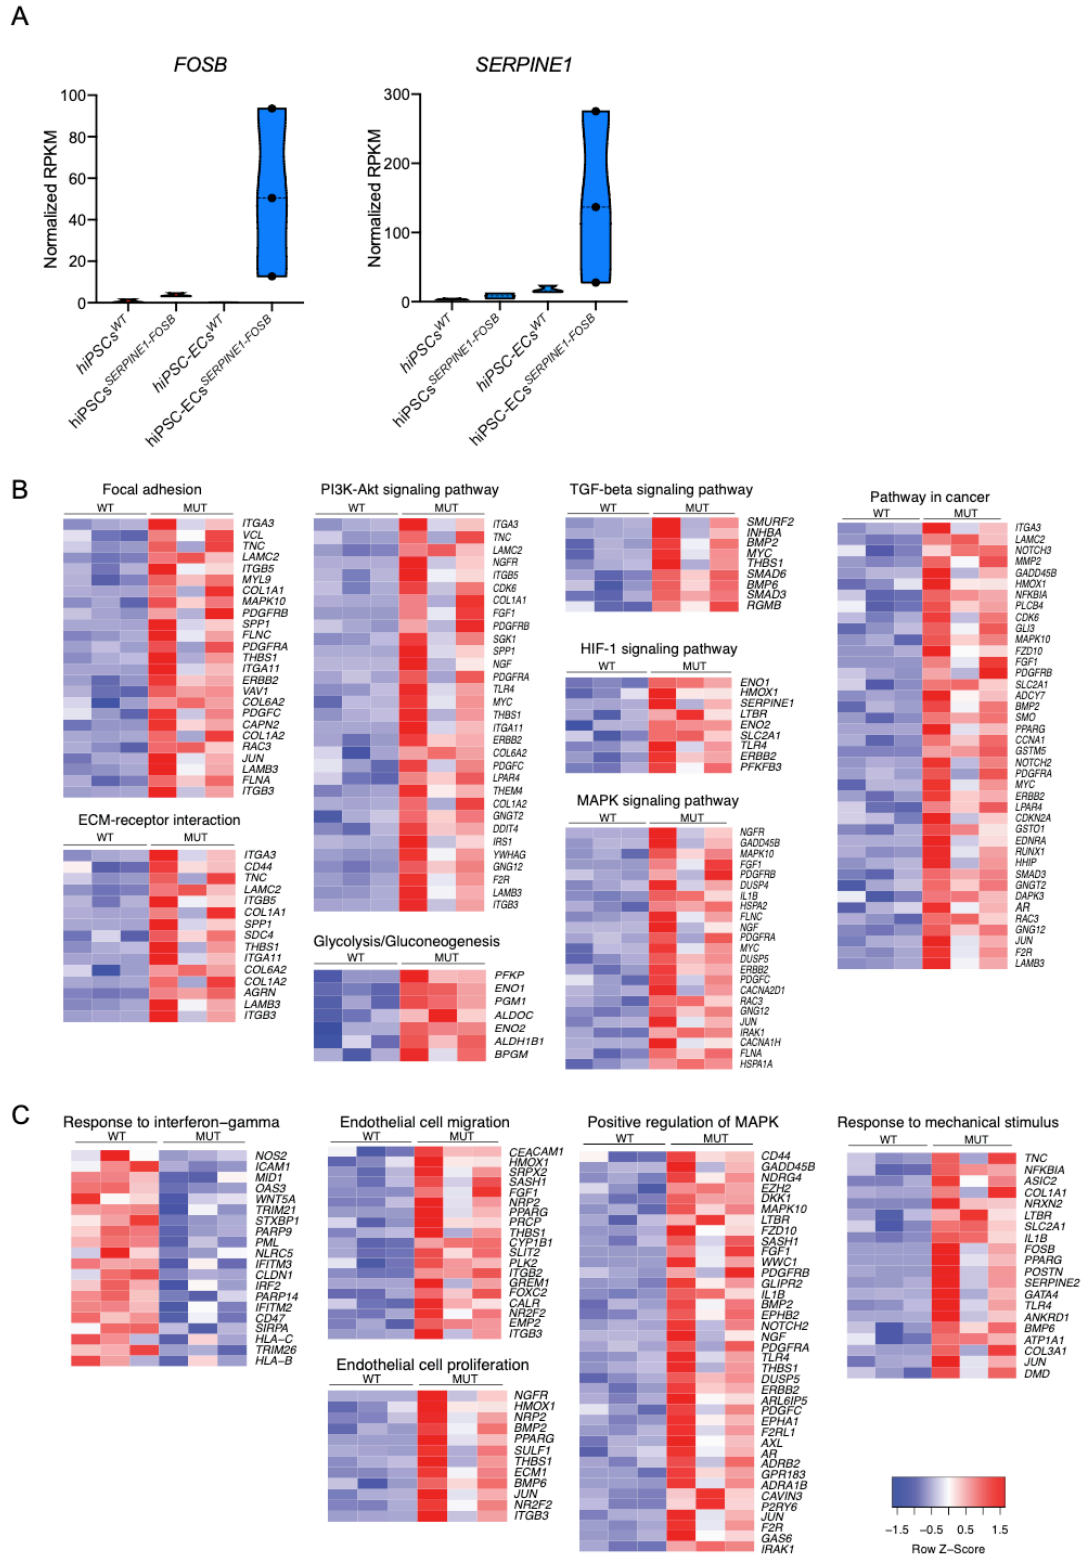 A
FOSB
SERPINE1
Normalized RPKM
100
80
60
40
20
0
hiPSCsWT
hiPSCsSERPINE1-FOSB
hiPSC-ECsWT
hiPSC-ECsSERPINE1-FOSB
Normalized RPKM
300
200
100
0
hiPSCsWT
hiPSCsSERPINE1-FOSB
hiPSC-ECsWT
hiPSC-ECsSERPINE1-FOSB
B
Focal adhesion
WT MUT
ITGA3
VCL
TNC
LAMC2
ITGB5
MYL9
COL1A1
MAPK10
PDGFRB
SPP1
FLNC
PDGFRA
THBS1
ITGA11
ERBB2
VAV1
COL6A2
PDGFC
CAPN2
COL1A2
RAC3
JUN
LAMB3
FLNA
ITGB3
ECM-receptor interaction
WT MUT
ITGA3
CD44
TNC
LAMC2
ITGB5
COL1A1
SPP1
SDC4
THBS1
ITGA11
COL6A2
COL1A2
AGRN
LAMB3
ITGB3
PI3K-Akt signaling pathway
WT MUT
ITGA3
TNC
LAMC2
NGFR
ITGB5
CDK6
COL1A1
FGF1
PDGFRB
SGK1
SPP1
NGF
PDGFRA
TLR4
MYC
THBS1
ITGA11
ERBB2
COL6A2
PDGFC
LPAR4
THEM4
COL1A2
GNGT2
DDIT4
IRS1
YWHAG
GNG12
F2R
LAMB3
ITGB3
Glycolysis/Gluconeogenesis
WT MUT
PFKP
ENO1
PGM1
ALDOC
ENO2
ALDH1B1
BPGM
TGF-beta signaling pathway
WT MUT
SMURF2
INHBA
BMP2
MYC
THBS1
SMAD6
BMP6
SMAD3
RGMB
HIF-1 signaling pathway
WT MUT
ENO1
HMOX1
SERPINE1
LTBR
ENO2
SLC2A1
TLR4
ERBB2
PFKFB3
MAPK signaling pathway
WT MUT
NGFR
GADD45B
MAPK10
FGF1
PDGFRB
DUSP4
IL1B
HSPA2
FLNC
NGF
PDGFRA
MYC
DUSP5
ERBB2
PDGFC
CACNA2D1
RAC3
GNG12
JUN
IRAK1
CACNA1H
FLNA
HSPA1A
Pathway in cancer
WT MUT
ITGA3
LAMC2
NOTCH3
MMP2
GADD45B
HMOX1
NFKBIA
PLCB4
CDK6
GLI3
MAPK10
FZD10
FGF1
PDGFRB
SLC2A1
ADCY7
BMP2
SMO
PPARG
CCNA1
GSTM5
NOTCH2
PDGFRA
MYC
ERBB2
LPAR4
CDKN2A
GSTO1
EDNRA
RUNX1
HHIP
SMAD3
GNGT2
DAPK3
AR
RAC3
GNG12
JUN
F2R
LAMB3
C
Response to interferon−gamma
WT MUT
NOS2
ICAM1
MID1
OAS3
WNT5A
TRIM21
STXBP1
PARP9
PML
NLRC5
IFITM3
CLDN1
IRF2
PARP14
IFITM2
CD47
SIRPA
HLA−C
TRIM26
HLA−B
Endothelial cell migration
WT MUT
CEACAM1
HMOX1
SRPX2
SASH1
FGF1
NRP2
PPARG
PRCP
THBS1
CYP1B1
SLIT2
PLK2
ITGB2
GREM1
FOXC2
CALR
NR2F2
EMP2
ITGB3
Endothelial cell proliferation
WT MUT
NGFR
HMOX1
NRP2
BMP2
PPARG
SULF1
THBS1
ECM1
BMP6
JUN
NR2F2
ITGB3
Positive regulation of MAPK
WT MUT
CD44
GADD45B
NDRG4
EZH2
DKK1
MAPK10
LTBR
FZD10
SASH1
FGF1
WWC1
PDGFRB
GLIPR2
IL1B
BMP2
EPHB2
NOTCH2
NGF
PDGFRA
TLR4
THBS1
DUSP5
ERBB2
ARL6IP5
PDGFC
EPHA1
F2RL1
AXL
AR
ADRB2
GPR183
ADRA1B
CAVIN3
P2RY6
JUN
F2R
GAS6
IRAK1
Response to mechanical stimulus
WT MUT
TNC
NFKBIA
ASIC2
COL1A1
NRXN2
LTBR
SLC2A1
IL1B
FOSB
PPARG
POSTN
SERPINE2
GATA4
TLR4
ANKRD1
BMP6
ATP1A1
COL3A1
JUN
DMD
−1.5 −0.5 0.5 1.5
Row Z−Score